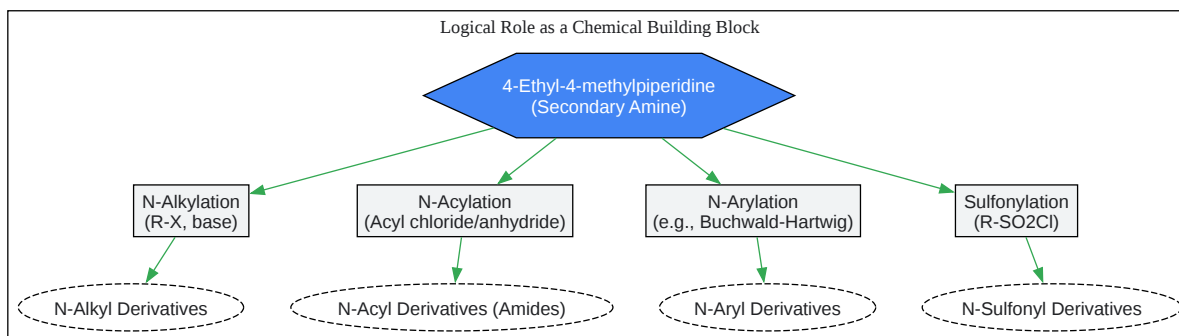 Logical Role as a Chemical Building Block
4-Ethyl-4-methylpiperidine
(Secondary Amine)
N-Alkylation
(R-X, base)
N-Acylation
(Acyl chloride/anhydride)
N-Arylation
(e.g., Buchwald-Hartwig)
Sulfonylation
(R-SO2Cl)
N-Alkyl Derivatives
N-Acyl Derivatives (Amides)
N-Aryl Derivatives
N-Sulfonyl Derivatives